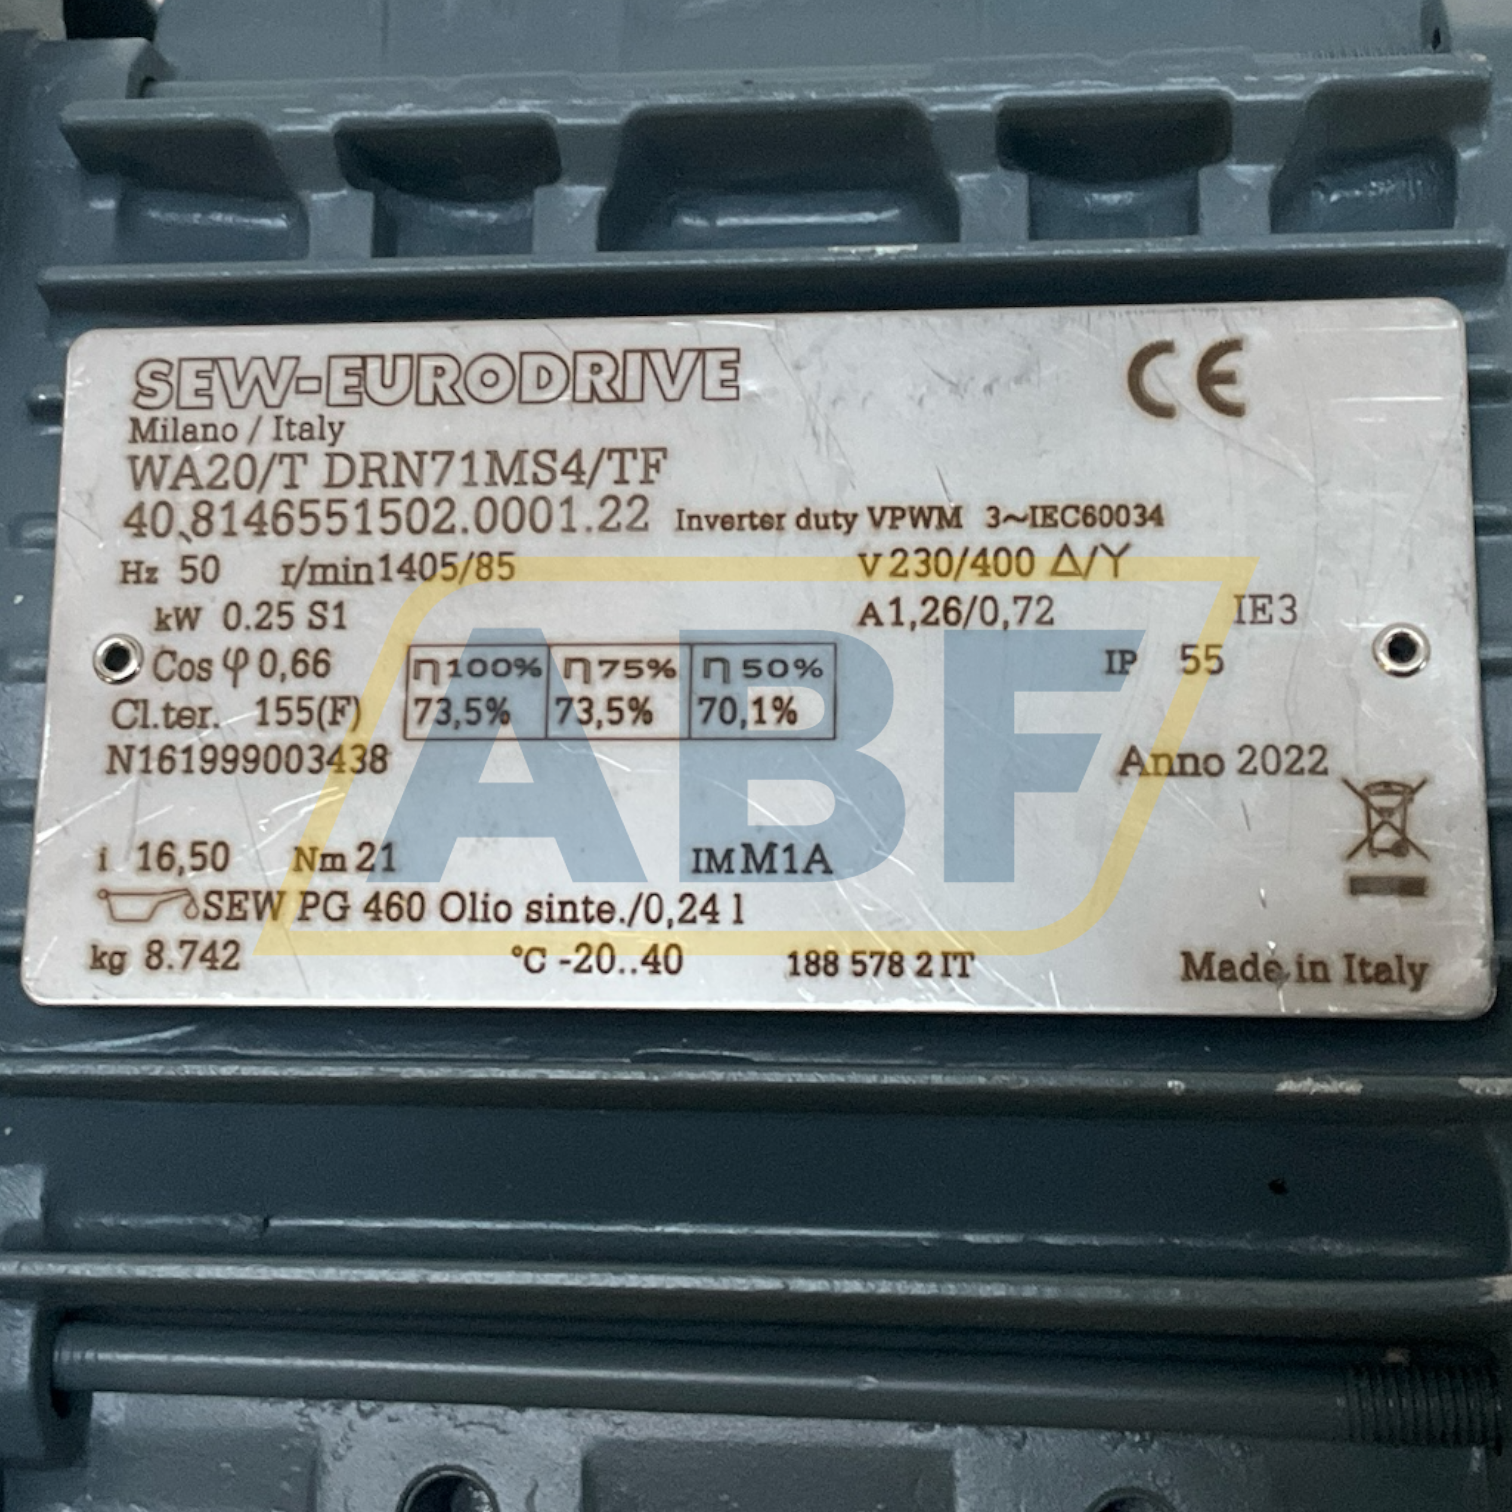 SEW-EURODRIVE CE
Milano / Italy
WA20/T DRN71MS4/TF
40.8146551502.0001.22 Inverter duty VPWM 3~IEC60034
Hz 50 r/min 1405/85 V 230/400 Δ/Y
kW 0.25 S1 A 1,26/0,72 IE3
Cos φ 0,66 η 100% η 75% η 50% IP 55
Cl.ter. 155(F) 73,5% 73,5% 70,1%
N161999003438 Anno 2022
i 16,50 Nm 21 IM M1A
SEW PG 460 Olio sinte./0,24 l
kg 8.742 °C -20..40 188 578 2 IT Made in Italy
ABF